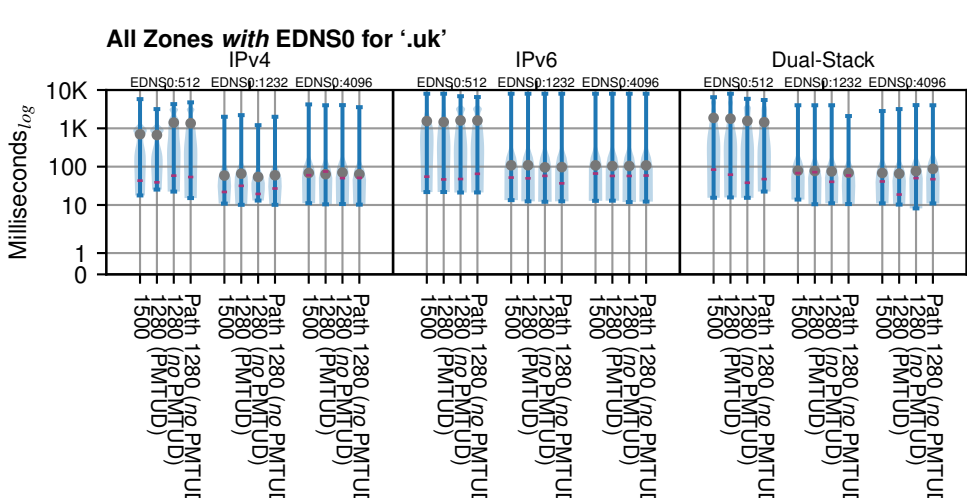 All Zones with EDNS0 for ‘.uk’
IPv4 IPv6 Dual-Stack
EDNS0:512 EDNS0:1232 EDNS0:4096 EDNS0:512 EDNS0:1232 EDNS0:4096 EDNS0:512 EDNS0:1232 EDNS0:4096
Millisecondslog
10K
1K
100
10
1
0
1500
1280 (PMTUD)
1280 (no PMTUD)
Path 1280 (no PMTUD
1500
1280 (PMTUD)
1280 (no PMTUD)
Path 1280 (no PMTUD
1500
1280 (PMTUD)
1280 (no PMTUD)
Path 1280 (no PMTUD
1500
1280 (PMTUD)
1280 (no PMTUD)
Path 1280 (no PMTUD
1500
1280 (PMTUD)
1280 (no PMTUD)
Path 1280 (no PMTUD
1500
1280 (PMTUD)
1280 (no PMTUD)
Path 1280 (no PMTUD
1500
1280 (PMTUD)
1280 (no PMTUD)
Path 1280 (no PMTUD
1500
1280 (PMTUD)
1280 (no PMTUD)
Path 1280 (no PMTUD
1500
1280 (PMTUD)
1280 (no PMTUD)
Path 1280 (no PMTUD